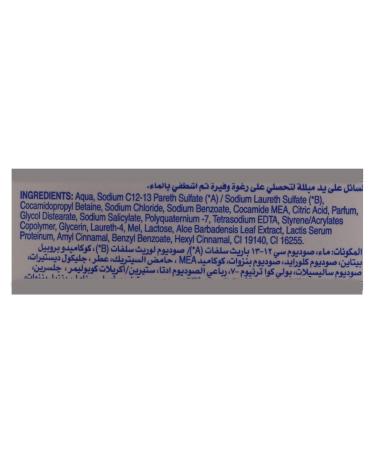 لسائل على يد مبللة لتحصلي على رغوة وفيرة ثم اشطفي بالماء.
INGREDIENTS: Aqua, Sodium C12-13 Pareth Sulfate (*A) / Sodium Laureth Sulfate (*B),
Cocamidopropyl Betaine, Sodium Chloride, Sodium Benzoate, Cocamide MEA, Citric Acid, Parfum,
Glycol Distearate, Sodium Salicylate, Polyquaternium -7, Tetrasodium EDTA, Styrene/Acrylates
Copolymer, Glycerin, Laureth-4, Mel, Lactose, Aloe Barbadensis Leaf Extract, Lactis Serum
Proteinum, Amyl Cinnamal, Benzyl Benzoate, Hexyl Cinnamal, CI 19140, CI 16255.
المكونات: ماء، صوديوم سي ١٢-١٣ باريث سلفات (A*)/ صوديوم لوريث سلفات (B*)، كوكاميدو بروبيل
بيتاين، صوديوم كلورايد، صوديوم بنزوات، كوكاميد MEA، حامض الستريك، عطر، جليكول ديستيرات،
صوديوم ساليسيلات، بولي كوا ترنيوم -٧، رباعي الصوديوم ادتا، ستيرين/أكريلات كوبوليمر، جلسرين،